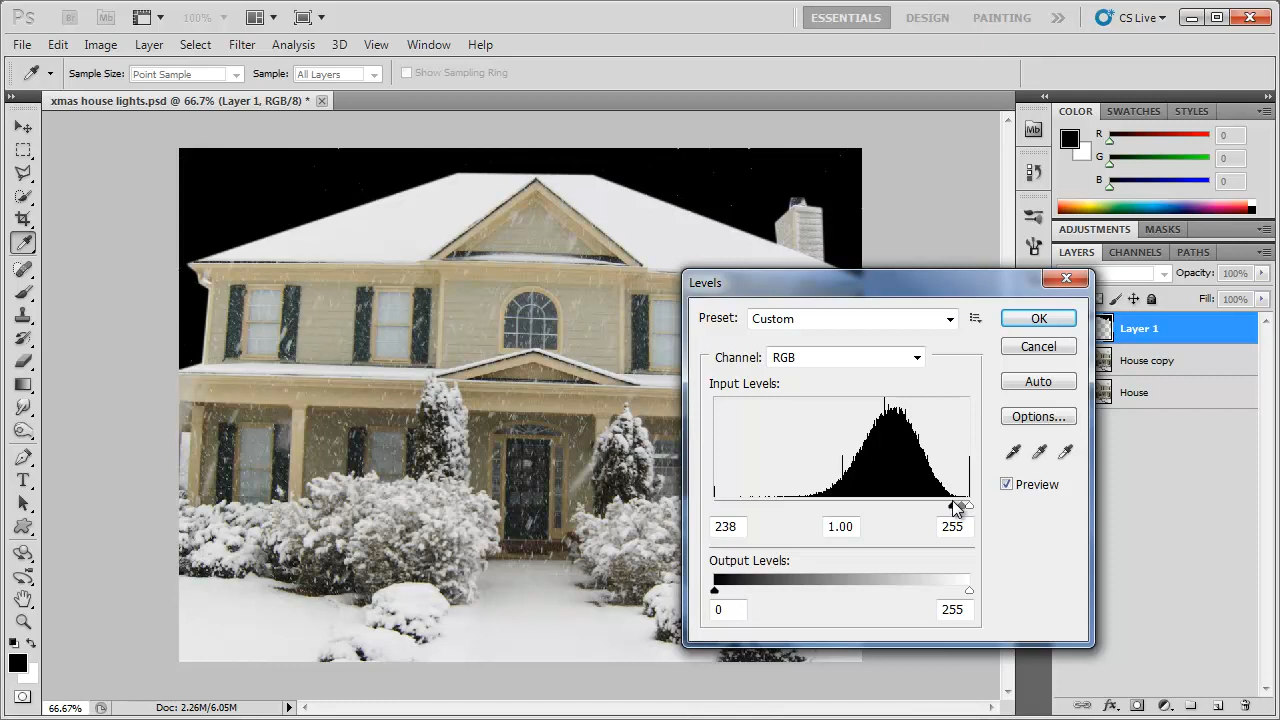 Ps Br Mb 100% ESSENTIALS DESIGN PAINTING CS Live
File Edit Image Layer Select Filter Analysis 3D View Window Help
Sample Size: Point Sample Sample: All Layers Show Sampling Ring
xmas house lights.psd @ 66.7% (Layer 1, RGB/8) *
COLOR SWATCHES STYLES
Mb
R 0
G 0
B 0
ADJUSTMENTS MASKS
LAYERS CHANNELS PATHS
Opacity: 100%
Fill: 100%
Layer 1
House copy
House
Levels
Preset: Custom OK
Channel: RGB Cancel
Input Levels:
Auto
Options...
Preview
238 1.00 255
Output Levels:
0 255
66.67% Doc: 2.26M/6.05M